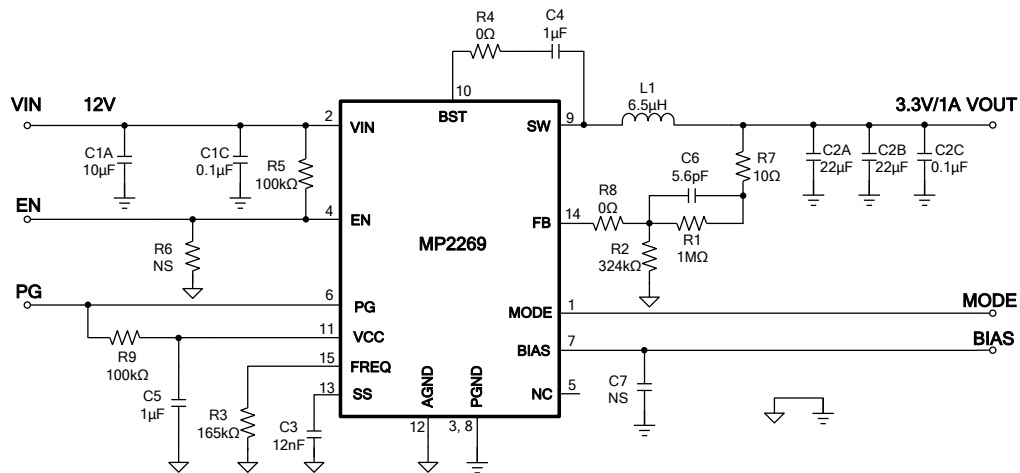 R4
0Ω
C4
1µF
10
BST
VIN
12V
2
VIN
SW
9
L1
6.5µH
3.3V/1A VOUT
C1A
10µF
C1C
0.1µF
R5
100kΩ
C6
5.6pF
R7
10Ω
C2A
22µF
C2B
22µF
C2C
0.1µF
EN
4
EN
R6
NS
MP2269
FB
14
R8
0Ω
R2
324kΩ
R1
1MΩ
PG
6
PG
MODE
1
MODE
R9
100kΩ
11
VCC
BIAS
7
BIAS
15
FREQ
C5
1µF
R3
165kΩ
13
SS
C3
12nF
AGND
PGND
NC
5
C7
NS
12
3, 8